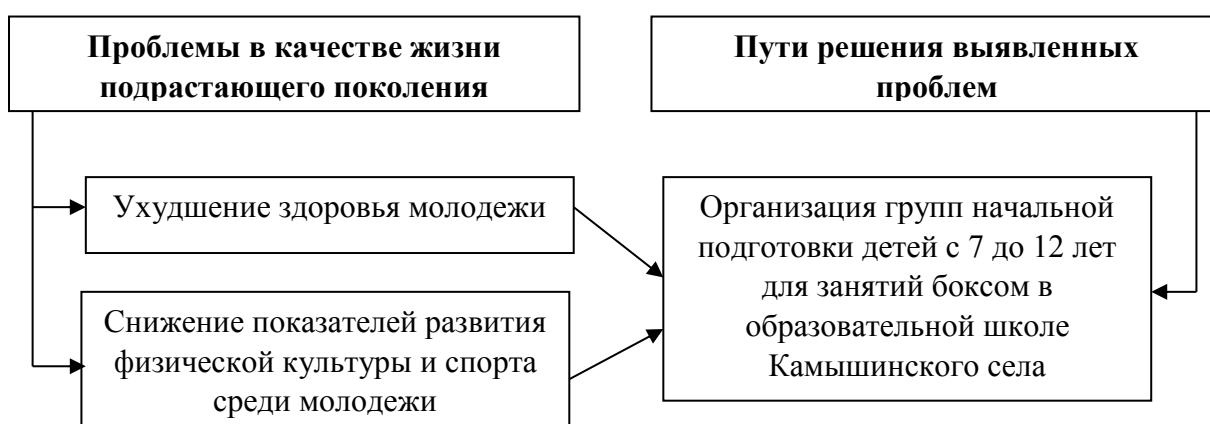 Проблемы в качестве жизни
подрастающего поколения
Пути решения выявленных
проблем
Ухудшение здоровья молодежи
Снижение показателей развития
физической культуры и спорта
среди молодежи
Организация групп начальной
подготовки детей с 7 до 12 лет
для занятий боксом в
образовательной школе
Камышинского села